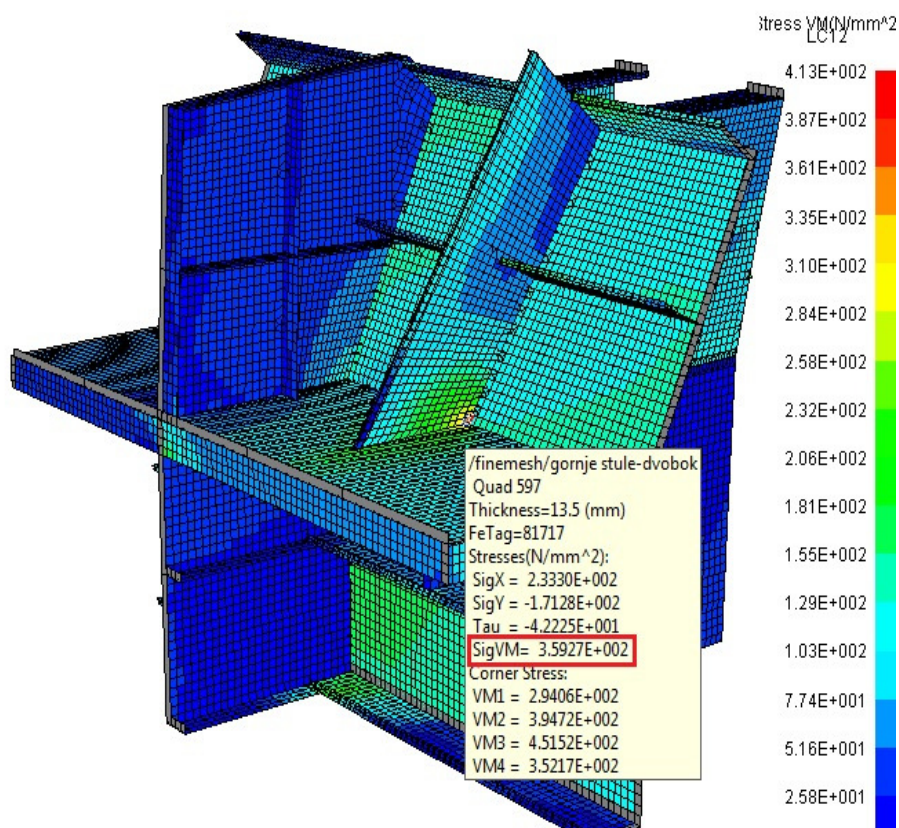 Stress VM(N/mm^2
LC12
4.13E+002
3.87E+002
3.61E+002
3.35E+002
3.10E+002
2.84E+002
2.58E+002
2.32E+002
2.06E+002
1.81E+002
1.55E+002
1.29E+002
1.03E+002
7.74E+001
5.16E+001
2.58E+001
/finemesh/gornje stule-dvobok
Quad 597
Thickness=13.5 (mm)
FeTag=81717
Stresses(N/mm^2):
SigX = 2.3330E+002
SigY = -1.7128E+002
Tau = -4.2225E+001
SigVM= 3.5927E+002
Corner Stress:
VM1 = 2.9406E+002
VM2 = 3.9472E+002
VM3 = 4.5152E+002
VM4 = 3.5217E+002